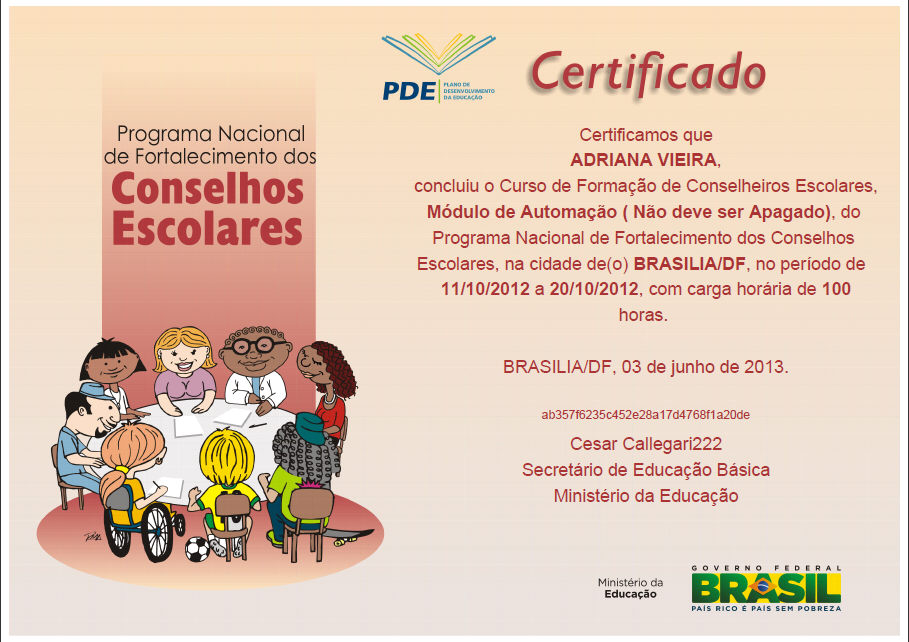 PDE
PLANO DE
DESENVOLVIMENTO
DA EDUCAÇÃO
Certificado
Programa Nacional
de Fortalecimento dos
Conselhos
Escolares
Certificamos que
ADRIANA VIEIRA,
concluiu o Curso de Formação de Conselheiros Escolares,
Módulo de Automação ( Não deve ser Apagado), do
Programa Nacional de Fortalecimento dos Conselhos
Escolares, na cidade de(o) BRASILIA/DF, no período de
11/10/2012 a 20/10/2012, com carga horária de 100
horas.
BRASILIA/DF, 03 de junho de 2013.
ab357f6235c452e28a17d4768f1a20de
Cesar Callegari222
Secretário de Educação Básica
Ministério da Educação
Ministério da
Educação
GOVERNO FEDERAL
BRASIL
PAÍS RICO É PAÍS SEM POBREZA